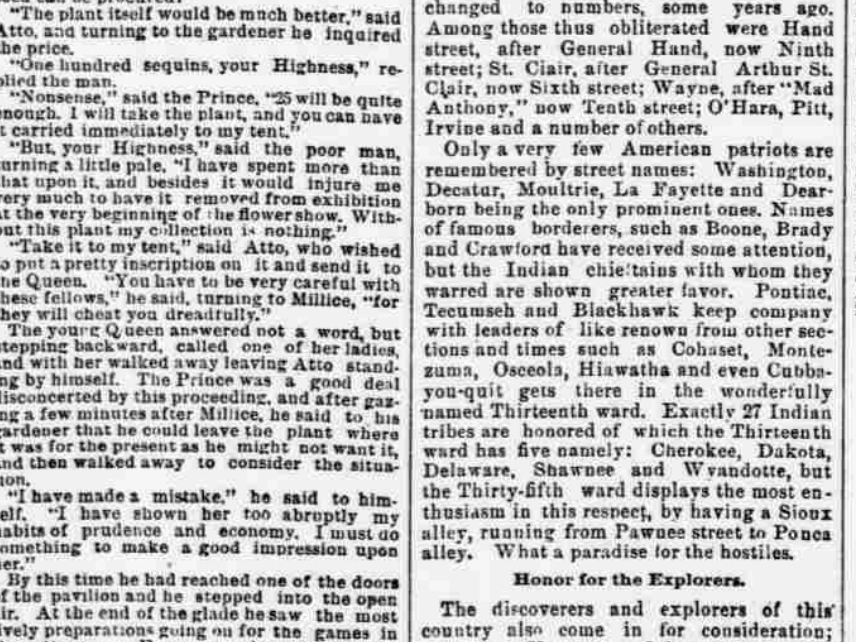 can be procured?"
"The plant itself would be much better," said
Atto, and turning to the gardener he inquired
the price.
"One hundred sequins, your Highness," re-
plied the man.
"Nonsense," said the Prince, "25 will be quite
enough. I will take the plant, and you can have
t carried immediately to my tent."
"But, your Highness," said the poor man,
urning a little pale, "I have spent more than
hat upon it, and besides it would injure me
very much to have it removed from exhibition
at the very beginning of the flower show. With-
out this plant my collection is nothing."
"Take it to my tent," said Atto, who wished
o put a pretty inscription on it and send it to
he Queen. "You have to be very careful with
hese fellows," he said, turning to Millice, "for
hey will cheat you dreadfully."
The young Queen answered not a word, but
stepping backward, called one of her ladies,
nd with her walked away leaving Atto stand-
ng by himself. The Prince was a good deal
disconcerted by this proceeding, and after gaz-
ng a few minutes after Millice, he said to his
gardener that he could leave the plant where
t was for the present as he might not want it,
nd then walked away to consider the situa-
ion.
"I have made a mistake," he said to him-
elf. "I have shown her too abruptly my
habits of prudence and economy. I must do
something to make a good impression upon
her."
By this time he had reached one of the doors
of the pavilion and he stepped into the open
air. At the end of the glade he saw the most
ively preparations going on for the games in
changed to numbers, some years ago.
Among those thus obliterated were Hand
street, after General Hand, now Ninth
street; St. Clair, after General Arthur St.
Clair, now Sixth street; Wayne, after "Mad
Anthony," now Tenth street; O'Hara, Pitt,
Irvine and a number of others.
Only a very few American patriots are
remembered by street names: Washington,
Decatur, Moultrie, La Fayette and Dear-
born being the only prominent ones. Names
of famous borderers, such as Boone, Brady
and Crawford have received some attention,
but the Indian chieftains with whom they
warred are shown greater favor. Pontiac,
Tecumseh and Blackhawk keep company
with leaders of like renown from other sec-
tions and times such as Cohaset, Monte-
zuma, Osceola, Hiawatha and even Cubba-
you-quit gets there in the wonderfully
named Thirteenth ward. Exactly 27 Indian
tribes are honored of which the Thirteenth
ward has five namely: Cherokee, Dakota,
Delaware, Shawnee and Wyandotte, but
the Thirty-fifth ward displays the most en-
thusiasm in this respect, by having a Sioux
alley, running from Pawnee street to Ponca
alley. What a paradise for the hostiles.
Honor for the Explorers.
The discoverers and explorers of this
country also come in for consideration;